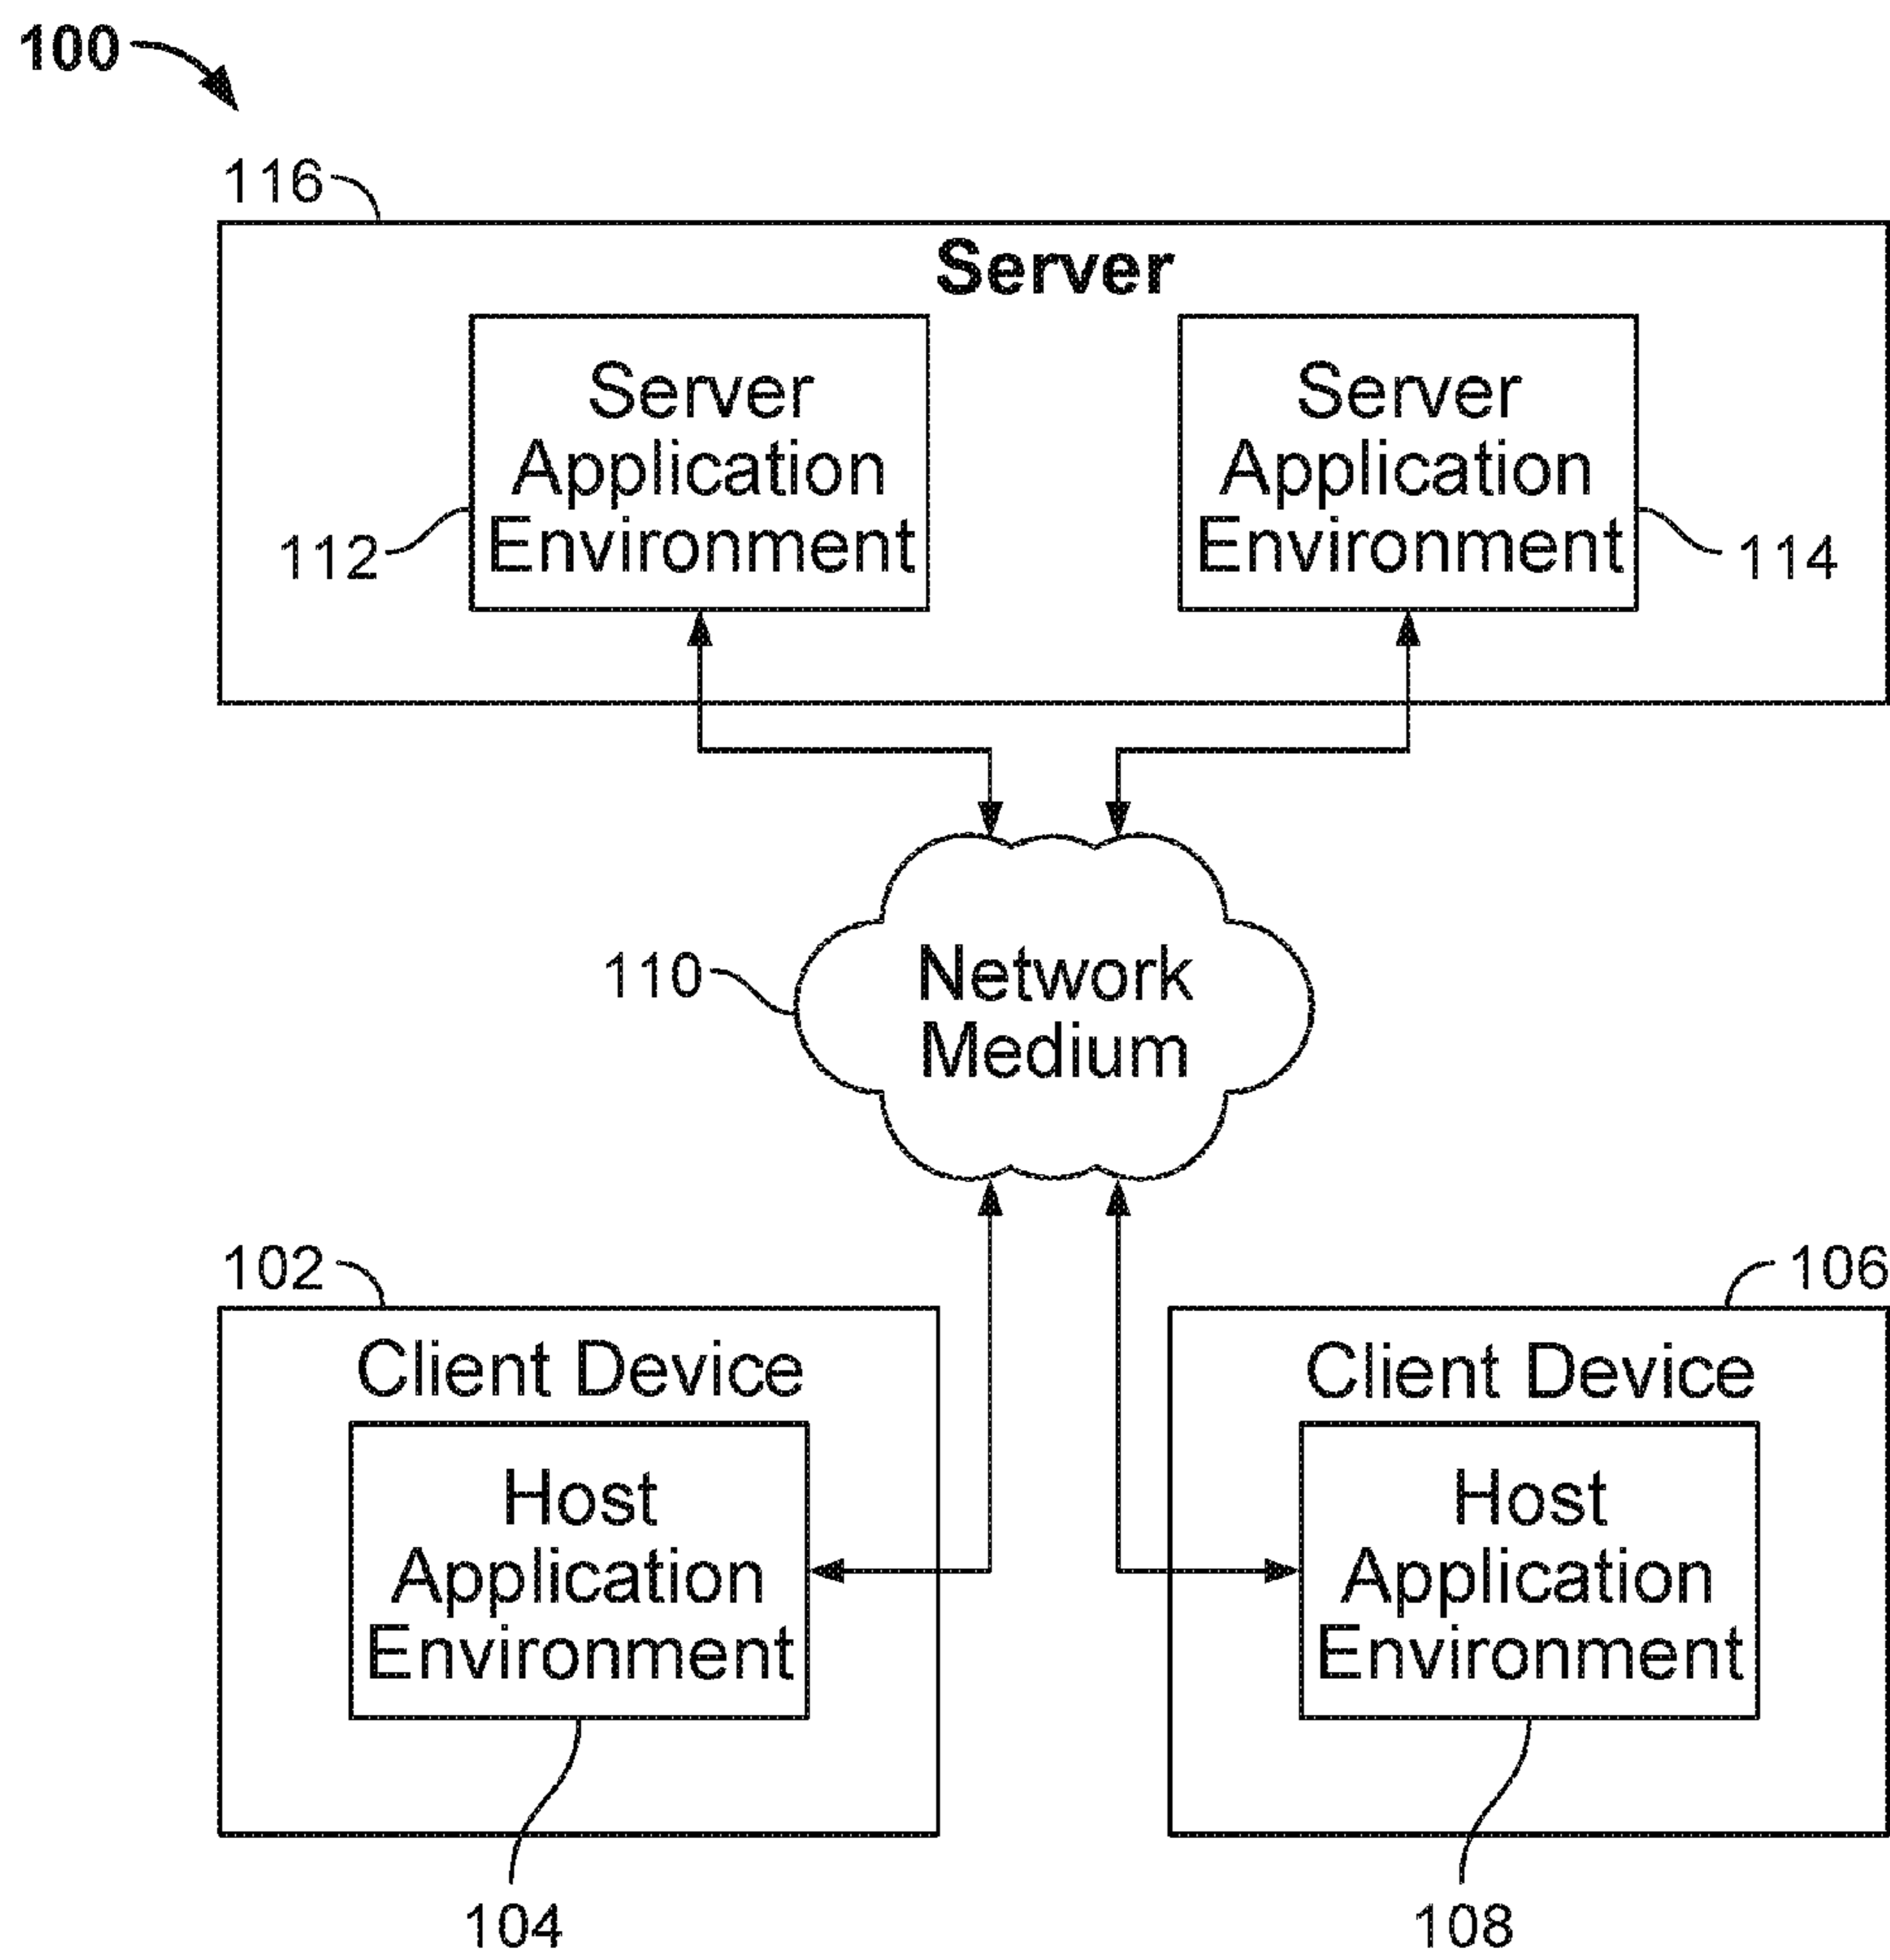 100
116
Server
Server
Application
Environment
112
Server
Application
Environment
114
110
Network
Medium
102
Client Device
Host
Application
Environment
104
106
Client Device
Host
Application
Environment
108